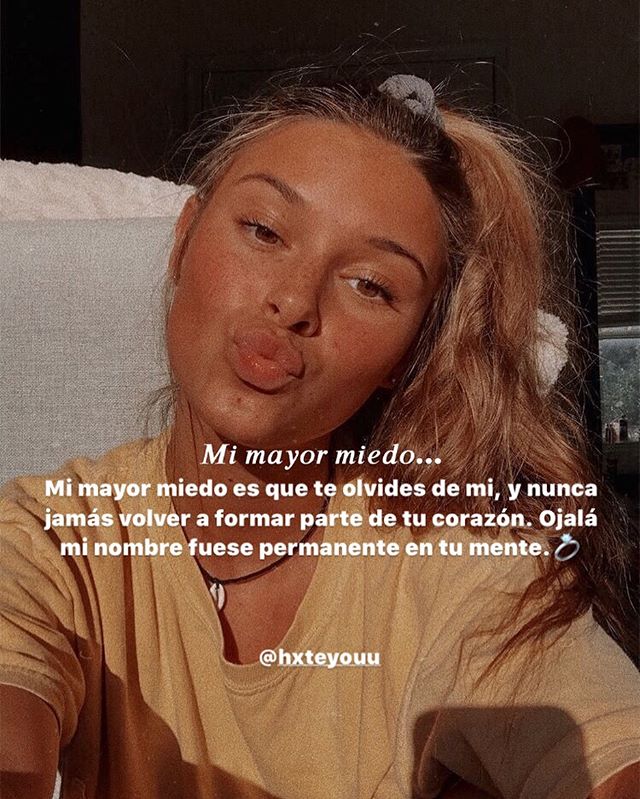 Mi mayor miedo...
Mi mayor miedo es que te olvides de mi, y nunca
jamás volver a formar parte de tu corazón. Ojalá
mi nombre fuese permanente en tu mente.💍
@hxteyouu